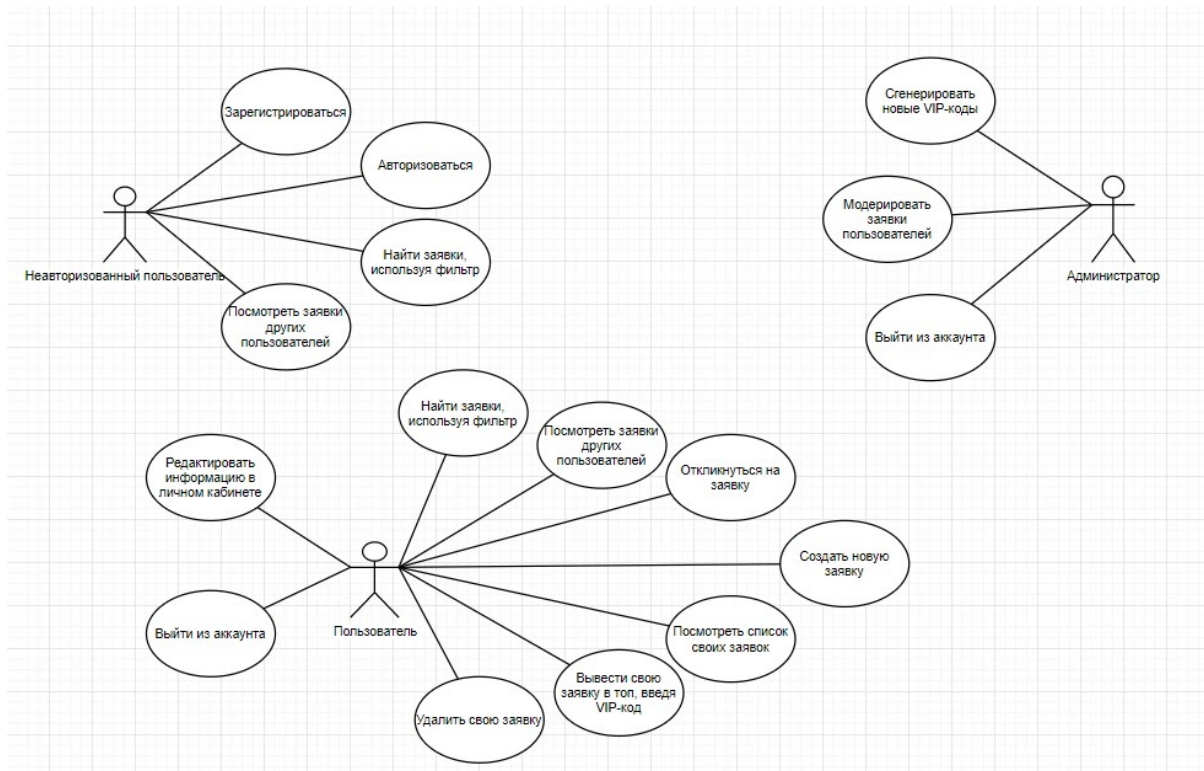 Зарегистрироваться
Авторизоваться
Найти заявки,
используя фильтр
Посмотреть заявки
других
пользователей
Неавторизованный пользователь
Сгенерировать
новые VIP-коды
Модерировать
заявки
пользователей
Выйти из аккаунта
Администратор
Найти заявки,
используя фильтр
Посмотреть заявки
других
пользователей
Откликнуться на
заявку
Создать новую
заявку
Посмотреть список
своих заявок
Вывести свою
заявку в топ, введя
VIP-код
Удалить свою заявку
Редактировать
информацию в
личном кабинете
Выйти из аккаунта
Пользователь